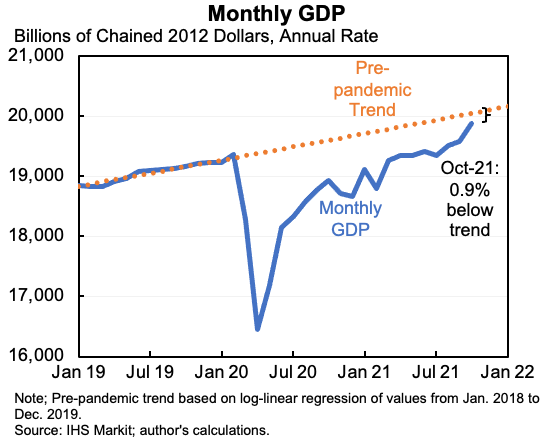 Monthly GDP
Billions of Chained 2012 Dollars, Annual Rate
21,000
20,000
19,000
18,000
17,000
16,000
Pre-
pandemic
Trend
Oct-21:
0.9%
below
trend
Monthly
GDP
Jan 19
Jul 19
Jan 20
Jul 20
Jan 21
Jul 21
Jan 22
Note; Pre-pandemic trend based on log-linear regression of values from Jan. 2018 to
Dec. 2019.
Source: IHS Markit; author's calculations.